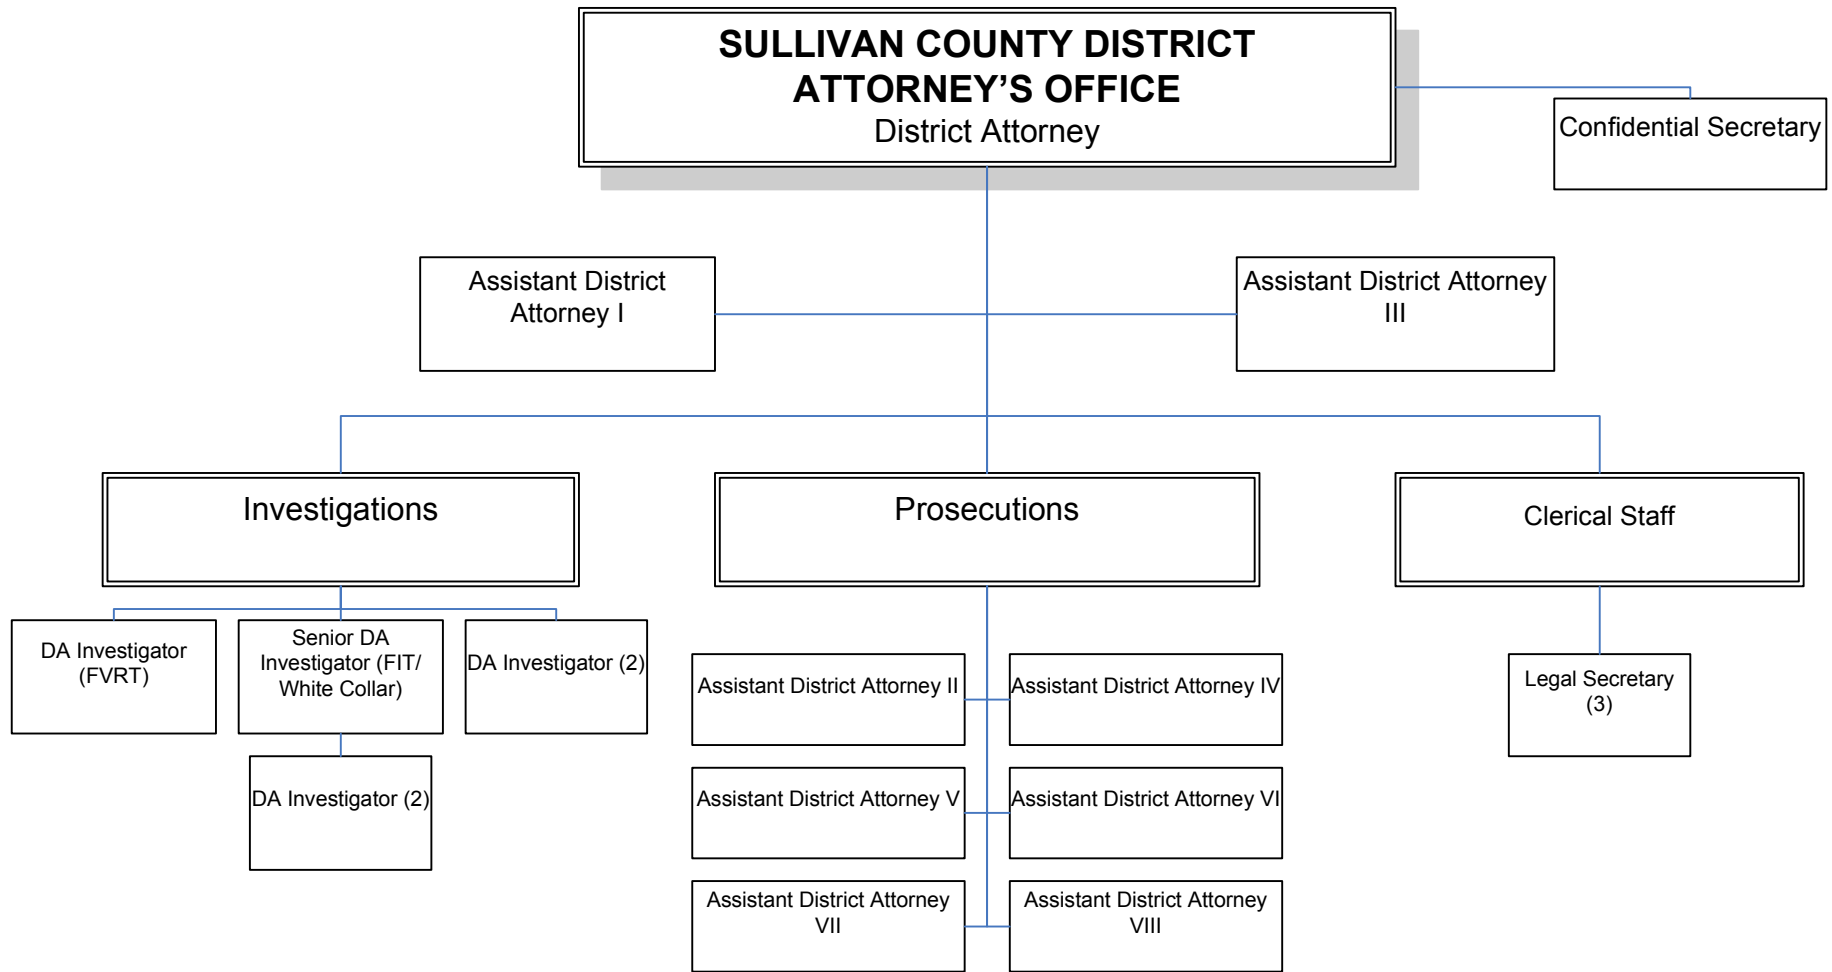 SULLIVAN COUNTY DISTRICT
ATTORNEY’S OFFICE
District Attorney
Confidential Secretary
Assistant District
Attorney I
Assistant District Attorney
III
Investigations
Prosecutions
Clerical Staff
DA Investigator
(FVRT)
Senior DA
Investigator (FIT/
White Collar)
DA Investigator (2)
DA Investigator (2)
Assistant District Attorney II
Assistant District Attorney IV
Assistant District Attorney V
Assistant District Attorney VI
Assistant District Attorney
VII
Assistant District Attorney
VIII
Legal Secretary
(3)